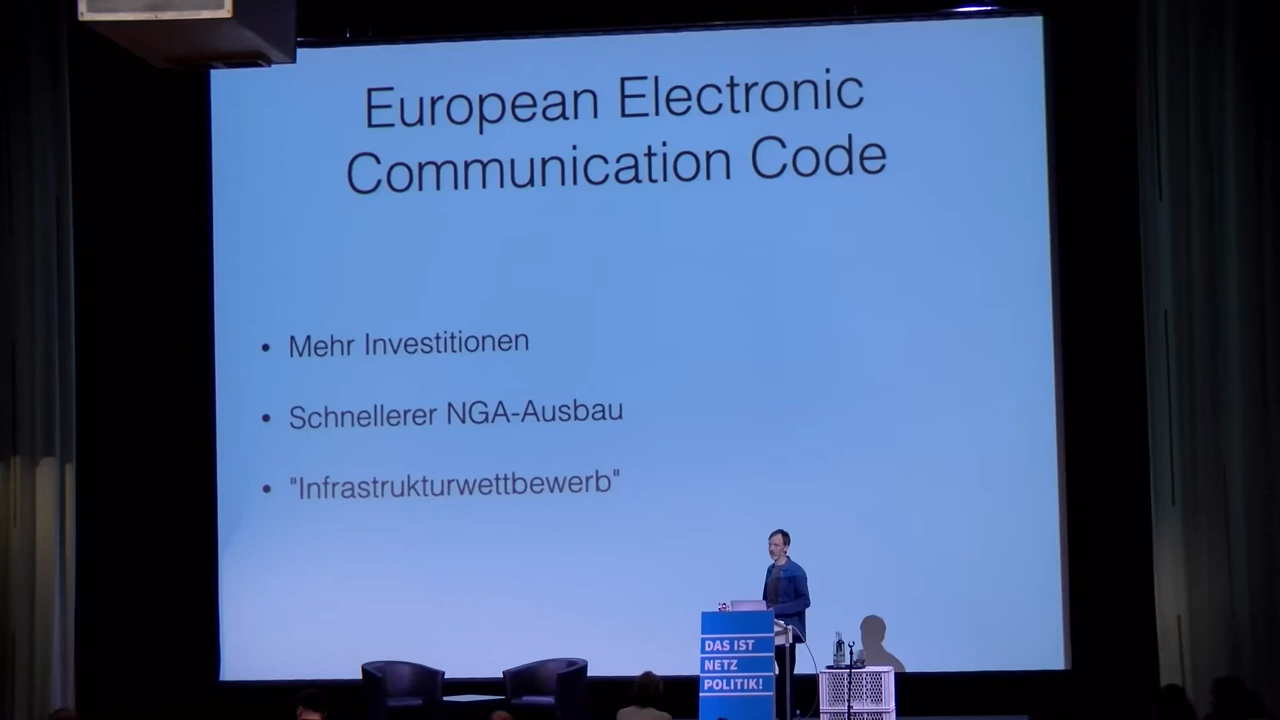 European Electronic
Communication Code
• Mehr Investitionen
• Schnellerer NGA-Ausbau
• "Infrastrukturwettbewerb"
DAS IST
NETZ
POLITIK!